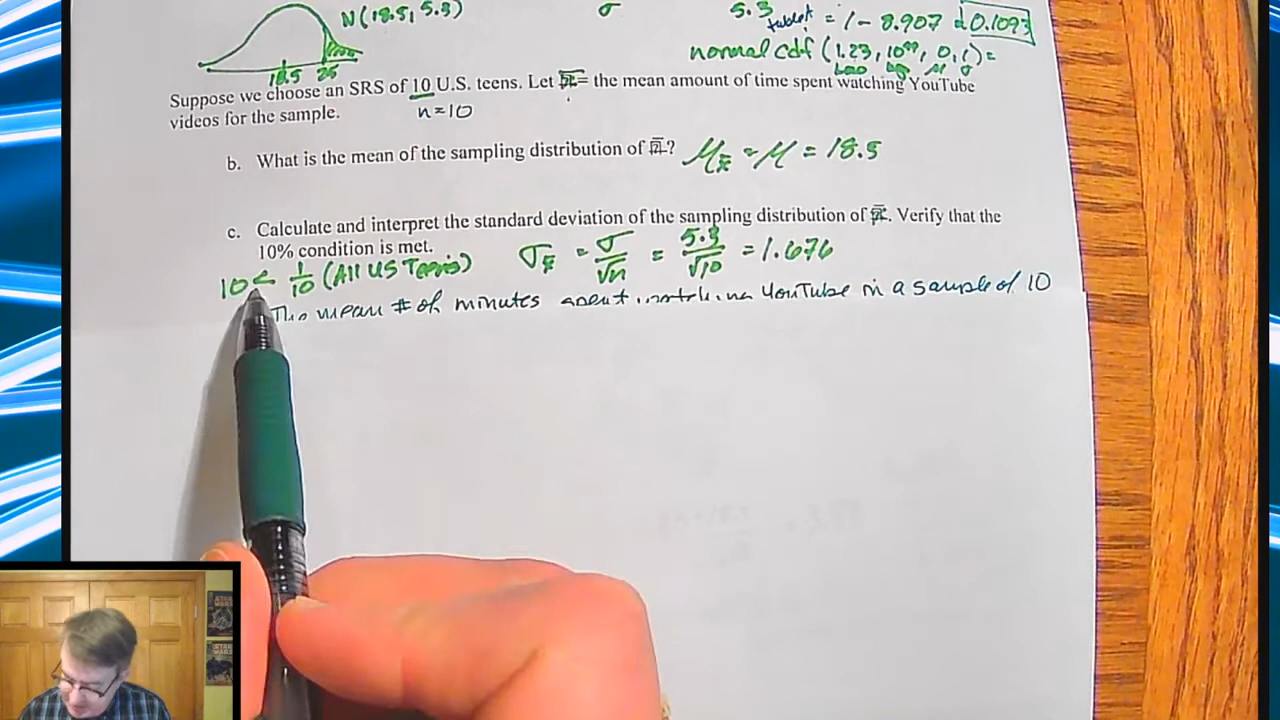 N(18.5, 5.3)
σ
5.3
tablet = 1 - 8.907 0.1093
normal cdf (1.23, 10⁹⁹, 0, 1) =
18.5 25
μ σ
Suppose we choose an SRS of 10 U.S. teens. Let x̄ = the mean amount of time spent watching YouTube
videos for the sample.
n=10
b. What is the mean of the sampling distribution of x̄? μx̄ = μ = 18.5
c. Calculate and interpret the standard deviation of the sampling distribution of x̄. Verify that the
10% condition is met.
σx̄ = σ/√n = 5.3/√10 = 1.676
10 < 1/10 (All US Teens)
The mean # of minutes spent watching YouTube in a sample of 10